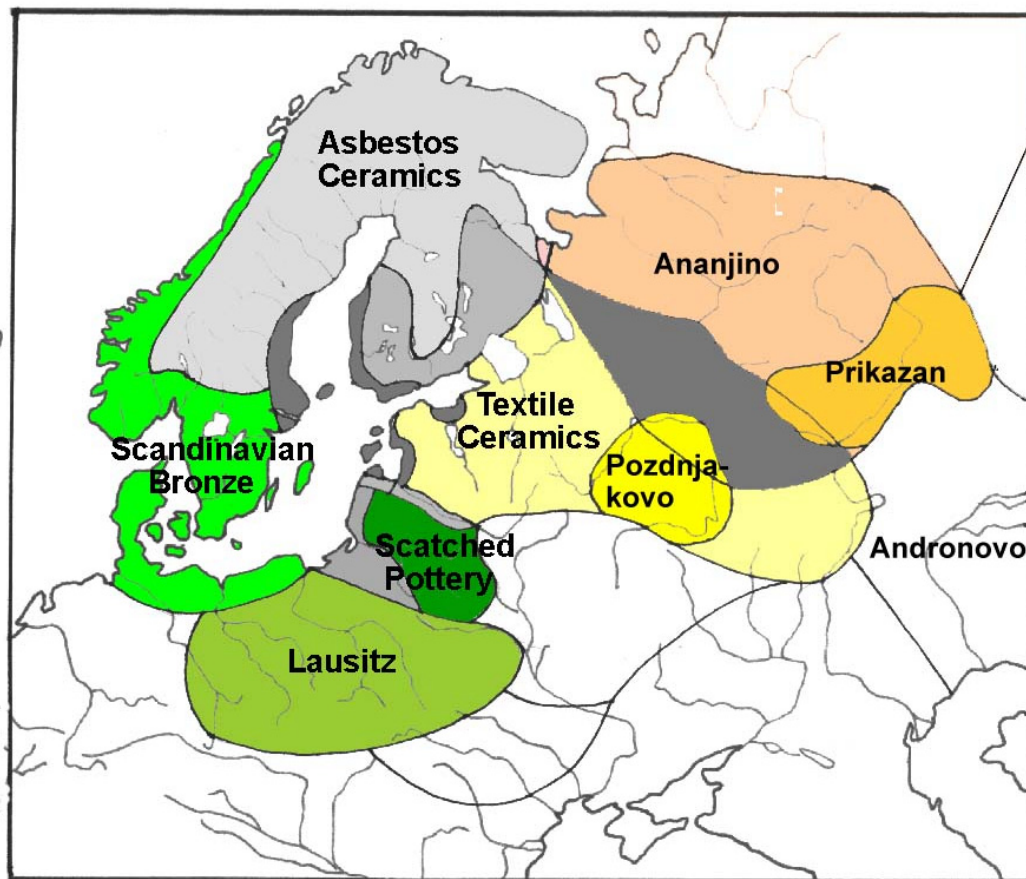 Asbestos
Ceramics
Ananjino
Prikazan
Textile
Ceramics
Scandinavian
Bronze
Pozdnja-
kovo
Scatched
Pottery
Andronovo
Lausitz